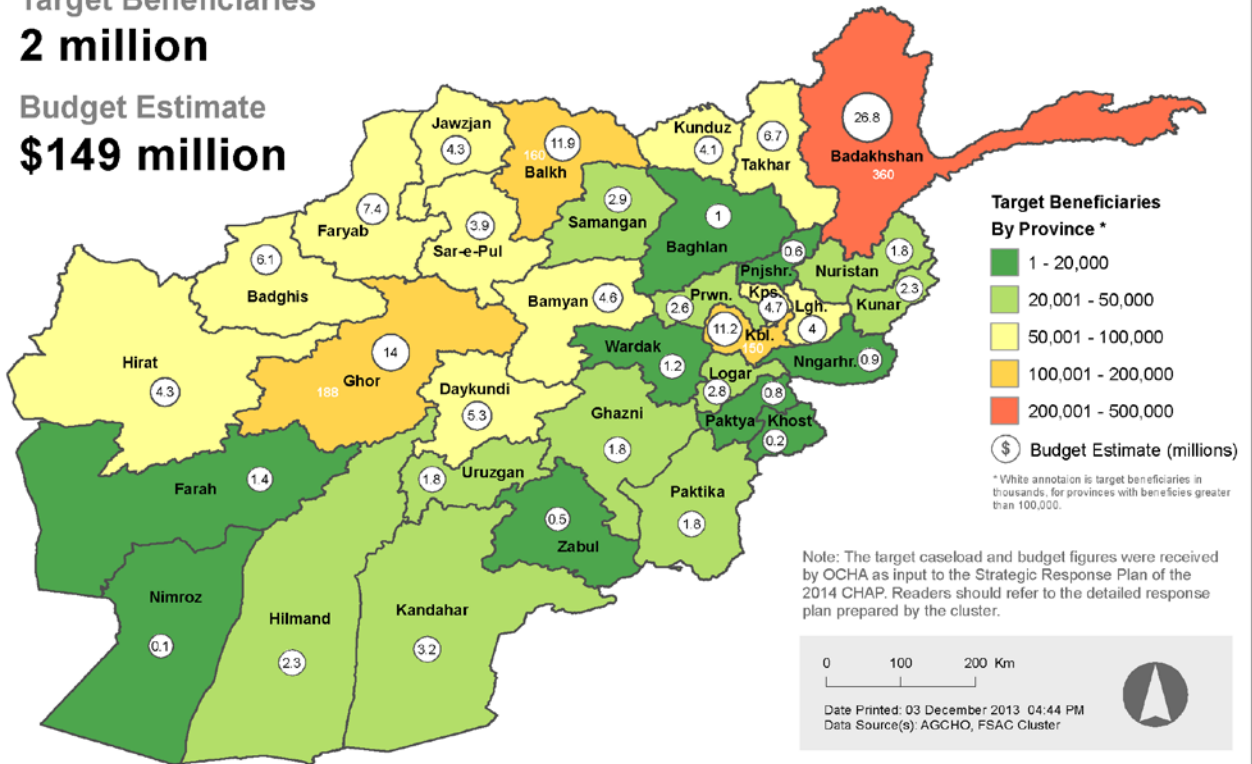 Target Beneficiaries
2 million
Budget Estimate
$149 million
Jawzjan
4.3
11.9
160
Balkh
Kunduz
4.1
6.7
Takhar
26.8
Badakhshan
360
7.4
Faryab
3.9
Sar-e-Pul
2.9
Samangan
1
Baghlan
0.6
Pnjshr.
1.8
Nuristan
2.3
Kunar
6.1
Badghis
Bamyan
4.6
Prwn.
2.6
Kps.
4.7
Lgh.
4
11.2
Kbl.
150
Hirat
4.3
14
Ghor
188
Wardak
1.2
Nngarhr.
0.9
Daykundi
5.3
Logar
2.8
0.8
Paktya
Khost
0.2
Ghazni
1.8
Farah
1.4
Uruzgan
1.8
Paktika
1.8
0.5
Zabul
Nimroz
0.1
Hilmand
2.3
Kandahar
3.2
Target Beneficiaries
By Province *
1 - 20,000
20,001 - 50,000
50,001 - 100,000
100,001 - 200,000
200,001 - 500,000
$ Budget Estimate (millions)
* White annotaion is target beneficiaries in
thousands, for provinces with beneficies greater
than 100,000.
Note: The target caseload and budget figures were received
by OCHA as input to the Strategic Response Plan of the
2014 CHAP. Readers should refer to the detailed response
plan prepared by the cluster.
0 100 200 Km
Date Printed: 03 December 2013 04:44 PM
Data Source(s): AGCHO, FSAC Cluster